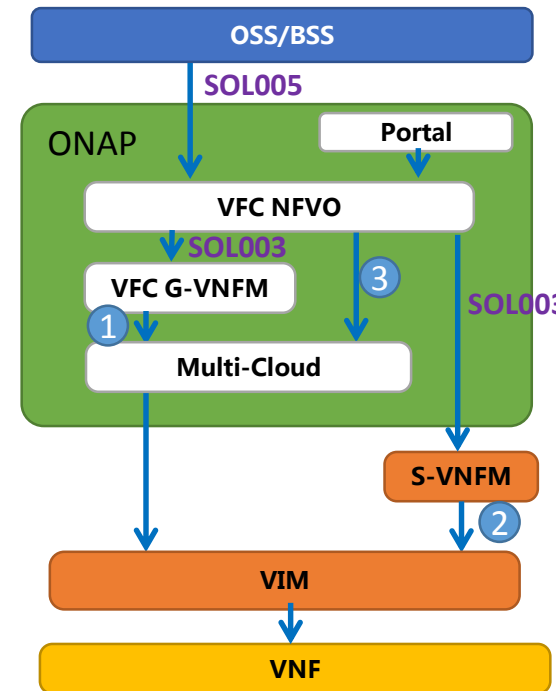 OSS/BSS
SOL005
ONAP
Portal
VFC NFVO
SOL003
VFC G-VNFM
3
SOL003
1
Multi-Cloud
S-VNFM
2
VIM
VNF